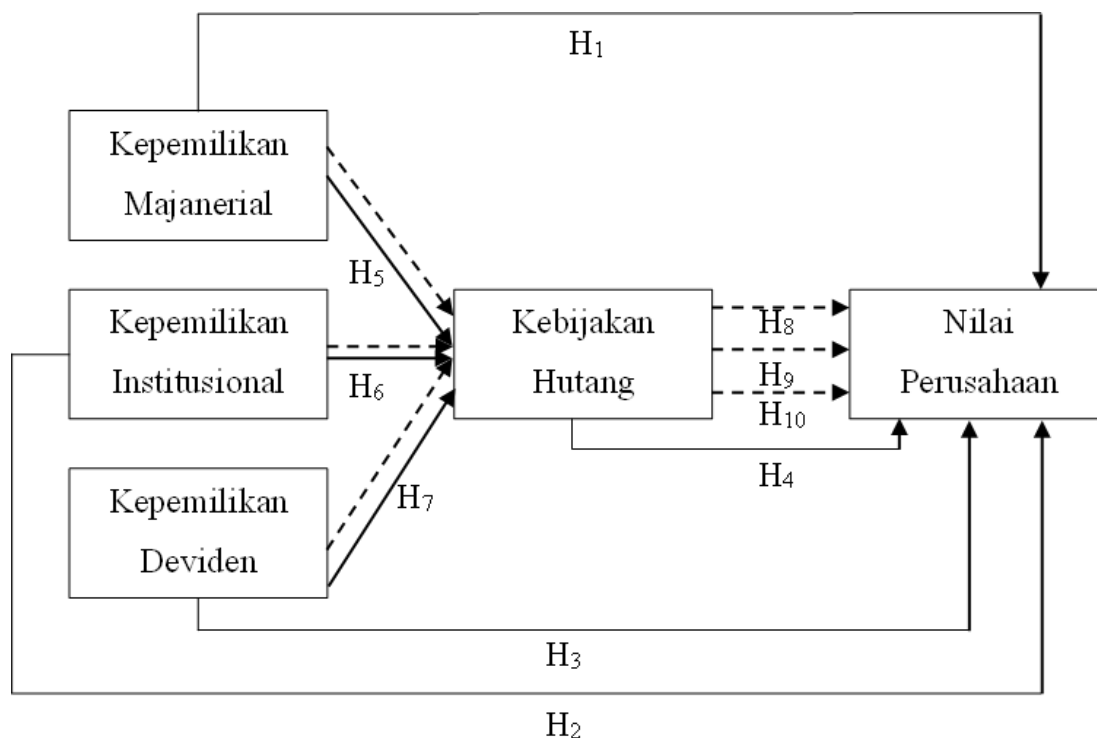 H₁
Kepemilikan
Majanerial
H₅
Kepemilikan
Institusional
H₆
Kebijakan
Hutang
H₈
H₉
H₁₀
Nilai
Perusahaan
H₄
Kepemilikan
Deviden
H₇
H₃
H₂